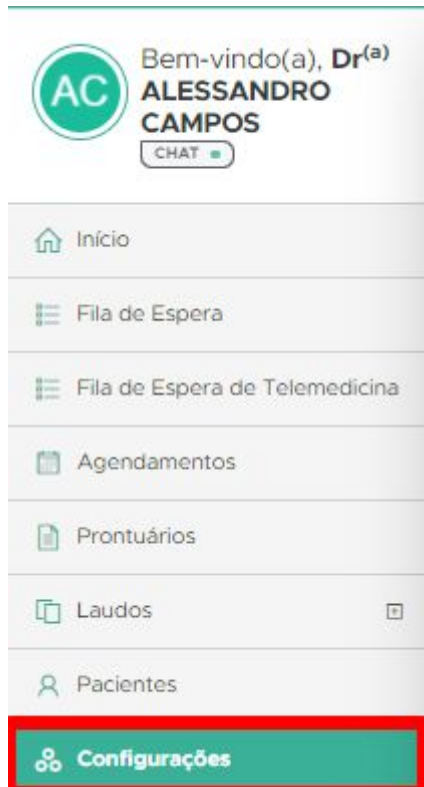 AC
Bem-vindo(a), Dr(a)
ALESSANDRO
CAMPOS
CHAT
Início
Fila de Espera
Fila de Espera de Telemedicina
Agendamentos
Prontuários
Laudos
Pacientes
Configurações